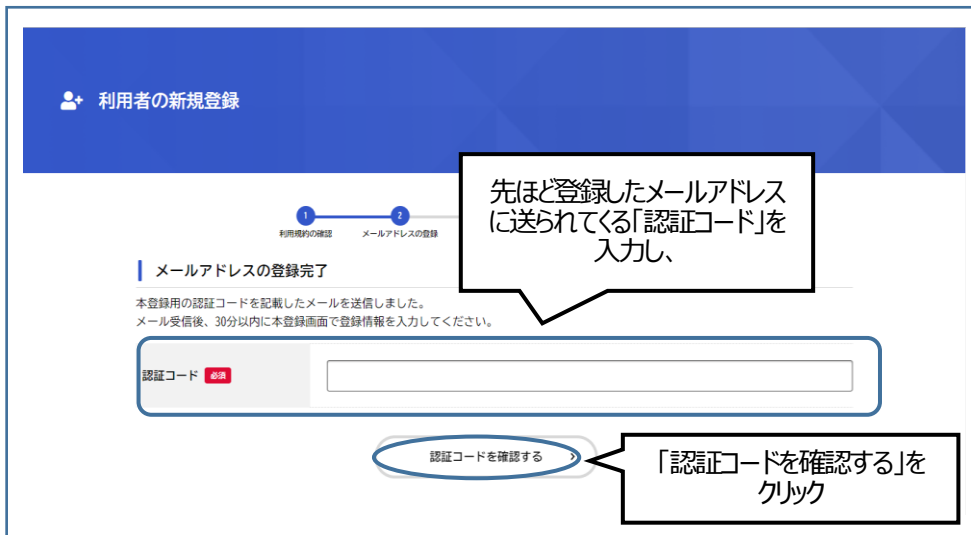 利用者の新規登録
先ほど登録したメールアドレス
に送られてくる「認証コード」を
入力し、
1
2
利用規約の確認
メールアドレスの登録
メールアドレスの登録完了
本登録用の認証コードを記載したメールを送信しました。
メール受信後、30分以内に本登録画面で登録情報を入力してください。
認証コード 必須
認証コードを確認する
「認証コードを確認する」を
クリック